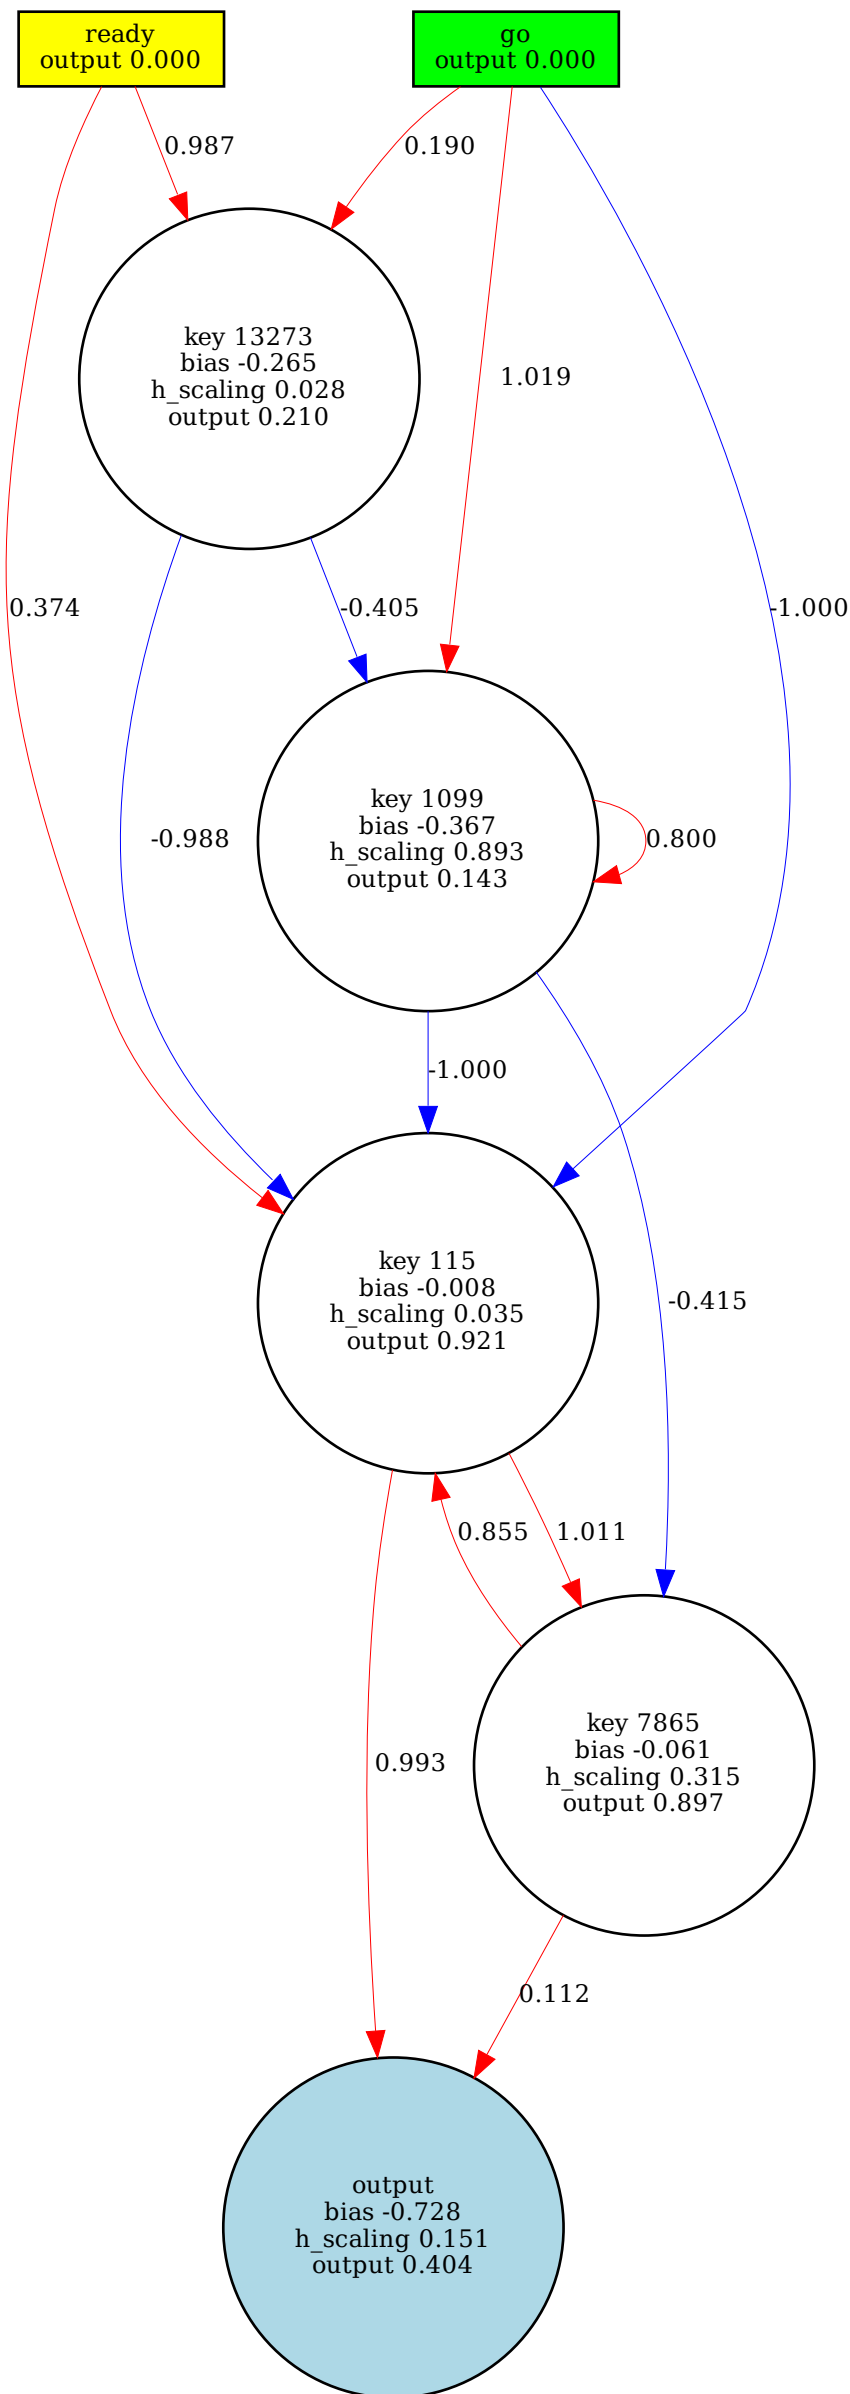 ready
output 0.000
go
output 0.000
0.987
0.190
key 13273
bias -0.265
h_scaling 0.028
output 0.210
1.019
0.374
-0.405
-1.000
key 1099
bias -0.367
h_scaling 0.893
output 0.143
-0.988
0.800
-1.000
key 115
bias -0.008
h_scaling 0.035
output 0.921
-0.415
0.855
1.011
key 7865
bias -0.061
h_scaling 0.315
output 0.897
0.993
0.112
output
bias -0.728
h_scaling 0.151
output 0.404